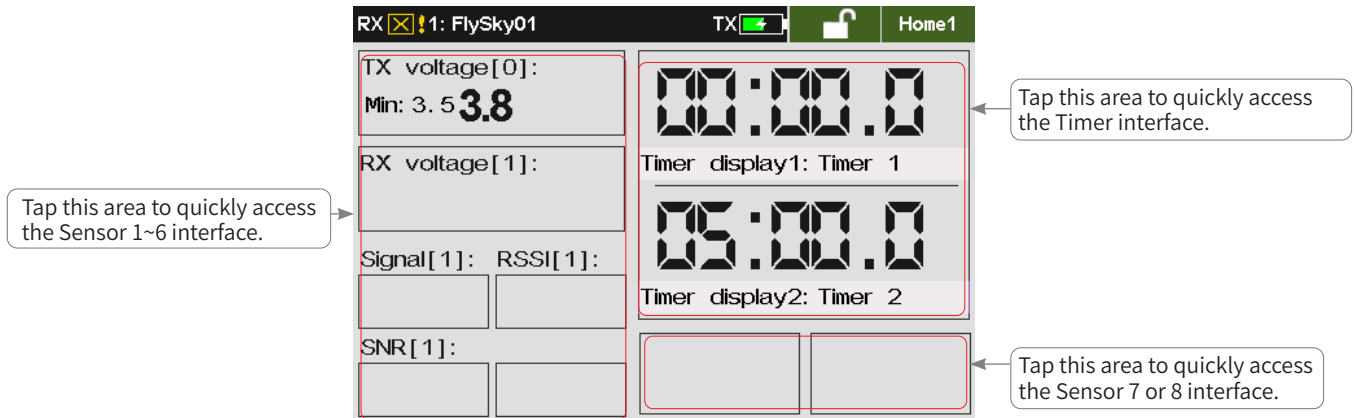 RX !1: FlySky01 TX Home1
TX voltage[0]:
Min: 3.5 3.8
RX voltage[1]:
Signal[1]: RSSI[1]:
SNR[1]:
00:00.0
Timer display1: Timer 1
05:00.0
Timer display2: Timer 2
Tap this area to quickly access
the Sensor 1~6 interface.
Tap this area to quickly access
the Timer interface.
Tap this area to quickly access
the Sensor 7 or 8 interface.